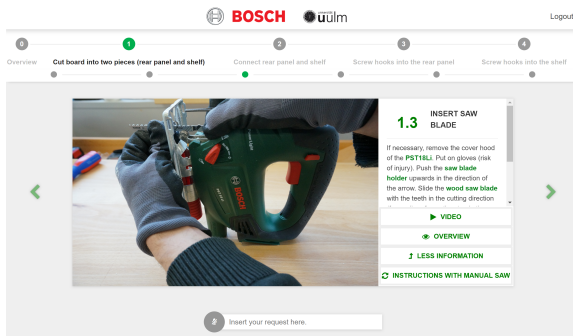 BOSCH
universität
uulm
Logout
0
1
2
3
4
Overview
Cut board into two pieces (rear panel and shelf)
Connect rear panel and shelf
Screw hooks into the rear panel
Screw hooks into the shelf
1.3
INSERT SAW
BLADE
If necessary, remove the cover hood
of the PST18Li. Put on gloves (risk
of injury). Push the saw blade
holder upwards in the direction of
the arrow. Slide the wood saw blade
with the teeth in the cutting direction
BOSCH
VIDEO
OVERVIEW
LESS INFORMATION
INSTRUCTIONS WITH MANUAL SAW
Insert your request here.